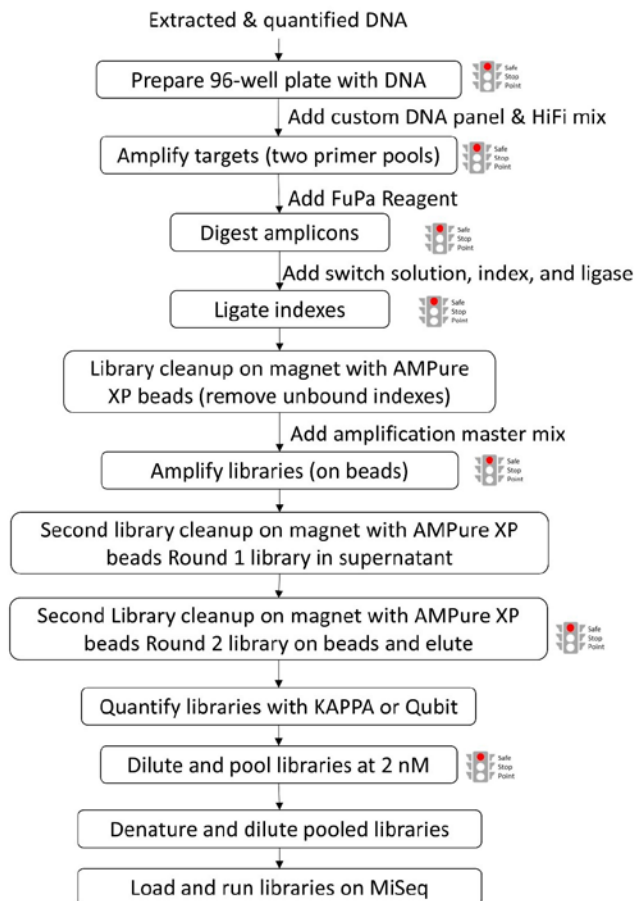 Extracted & quantified DNA
Prepare 96-well plate with DNA
Safe
Stop
Point
Add custom DNA panel & HiFi mix
Amplify targets (two primer pools)
Safe
Stop
Point
Add FuPa Reagent
Digest amplicons
Safe
Stop
Point
Add switch solution, index, and ligase
Ligate indexes
Safe
Stop
Point
Library cleanup on magnet with AMPure
XP beads (remove unbound indexes)
Add amplification master mix
Amplify libraries (on beads)
Safe
Stop
Point
Second library cleanup on magnet with AMPure XP
beads Round 1 library in supernatant
Second Library cleanup on magnet with AMPure XP
beads Round 2 library on beads and elute
Safe
Stop
Point
Quantify libraries with KAPPA or Qubit
Dilute and pool libraries at 2 nM
Safe
Stop
Point
Denature and dilute pooled libraries
Load and run libraries on MiSeq